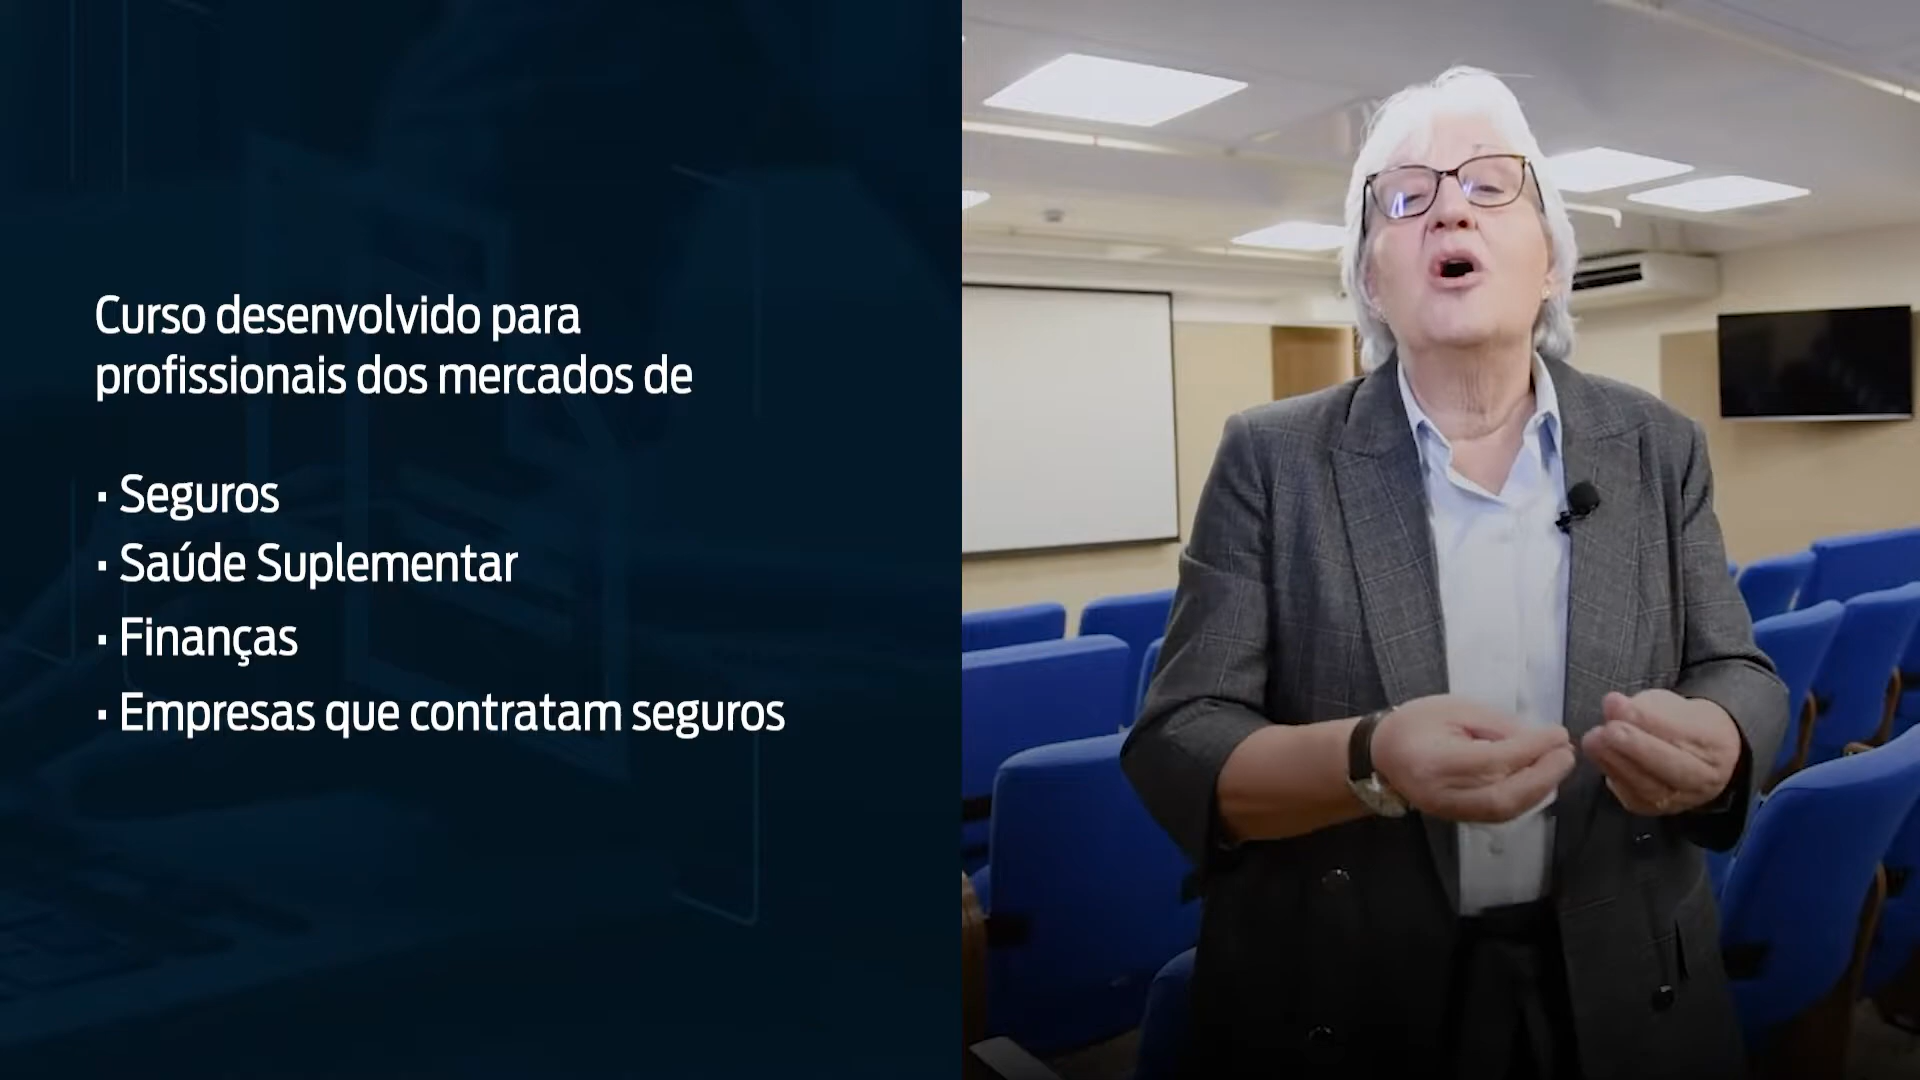 Curso desenvolvido para
profissionais dos mercados de
· Seguros
· Saúde Suplementar
· Finanças
· Empresas que contratam seguros